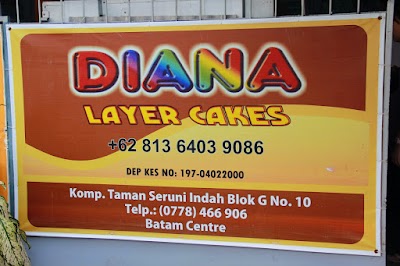 DIANA
LAYER CAKES
+62 813 6403 9086
DEP KES NO: 197-04022000
Komp. Taman Seruni Indah Blok G No. 10
Telp.: (0778) 466 906
Batam Centre